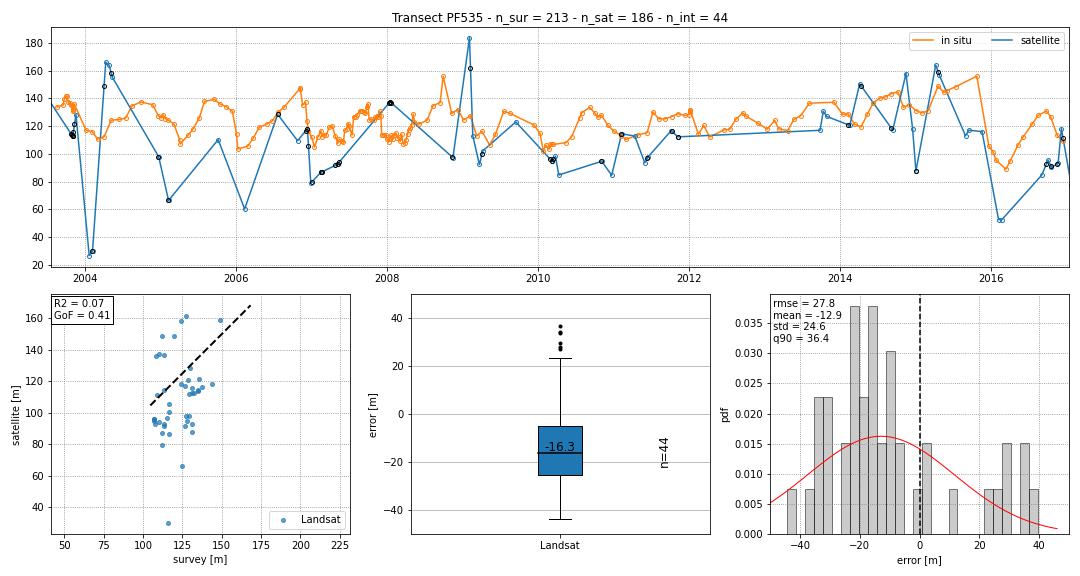 Transect PF535 - n_sur = 213 - n_sat = 186 - n_int = 44
in situ
satellite
180
160
140
120
100
80
60
40
20
2004
2006
2008
2010
2012
2014
2016
R2 = 0.07
GoF = 0.41
160
140
120
100
80
60
40
satellite [m]
50
75
100
125
150
175
200
225
survey [m]
Landsat
40
20
0
−20
−40
error [m]
-16.3
n=44
Landsat
rmse = 27.8
mean = -12.9
std = 24.6
q90 = 36.4
0.035
0.030
0.025
0.020
0.015
0.010
0.005
0.000
pdf
−40
−20
0
20
40
error [m]